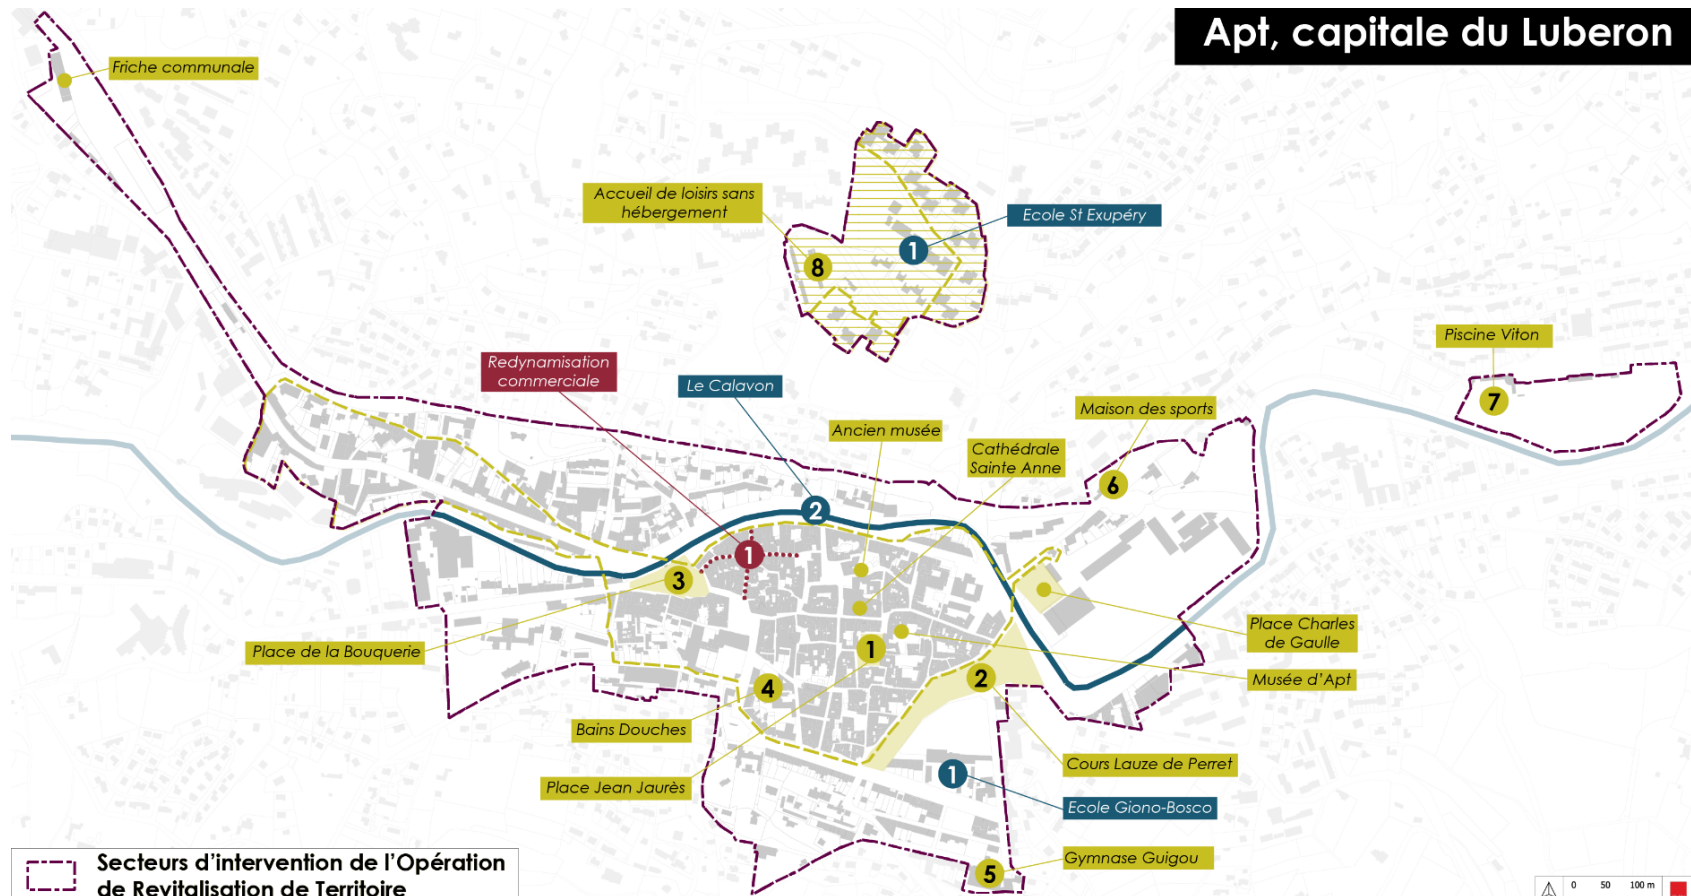 Apt, capitale du Luberon
Friche communale
Accueil de loisirs sans
hébergement
Ecole St Exupéry
1
8
Piscine Viton
7
Redynamisation
commerciale
Le Calavon
Maison des sports
Ancien musée
Cathédrale
Sainte Anne
6
2
1
3
Place Charles
de Gaulle
Place de la Bouquerie
1
2
Musée d'Apt
4
Bains Douches
Cours Lauze de Perret
1
Place Jean Jaurès
Ecole Giono-Bosco
Gymnase Guigou
5
Secteurs d'intervention de l'Opération
de Revitalisation de Territoire
0 50 100 m